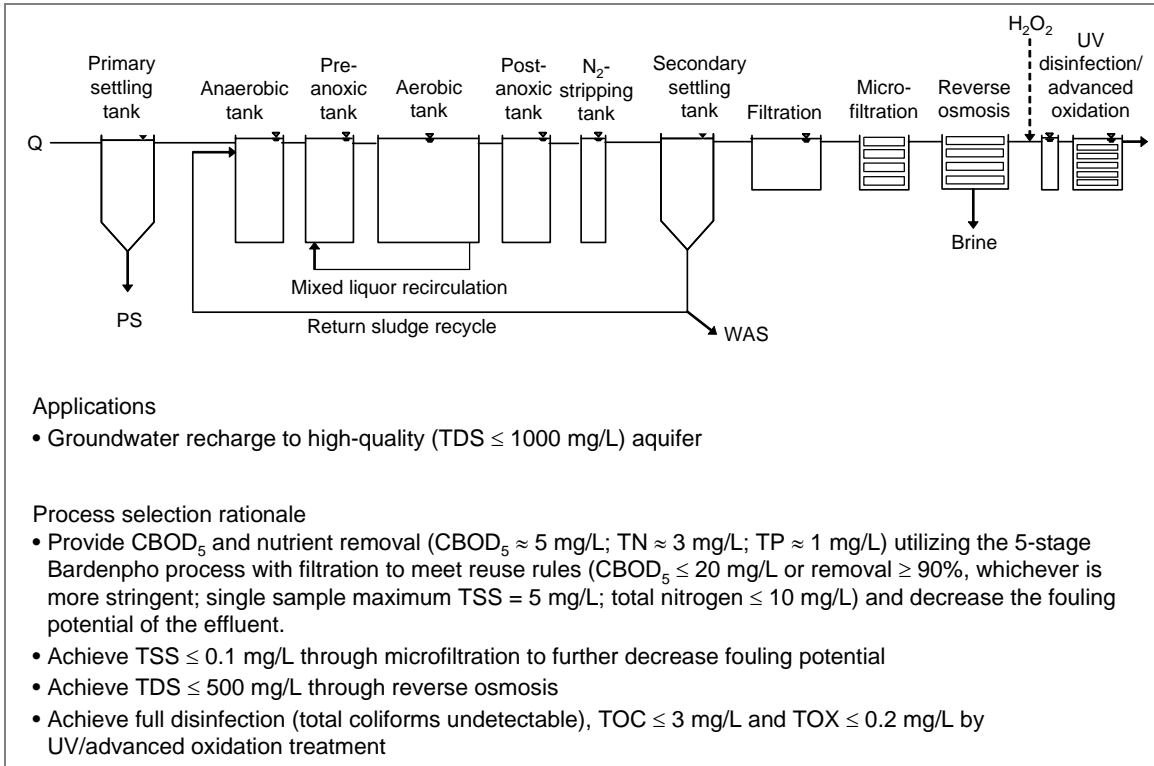 H₂O₂
Primary
settling
tank
Anaerobic
tank
Pre-
anoxic
tank
Aerobic
tank
Post-
anoxic
tank
N₂-
stripping
tank
Secondary
settling
tank
Filtration
Micro-
filtration
Reverse
osmosis
UV
disinfection/
advanced
oxidation
Q
Brine
Mixed liquor recirculation
PS
Return sludge recycle
WAS
Applications
• Groundwater recharge to high-quality (TDS ≤ 1000 mg/L) aquifer
Process selection rationale
• Provide CBOD₅ and nutrient removal (CBOD₅ ≈ 5 mg/L; TN ≈ 3 mg/L; TP ≈ 1 mg/L) utilizing the 5-stage
Bardenpho process with filtration to meet reuse rules (CBOD₅ ≤ 20 mg/L or removal ≥ 90%, whichever is
more stringent; single sample maximum TSS = 5 mg/L; total nitrogen ≤ 10 mg/L) and decrease the fouling
potential of the effluent.
• Achieve TSS ≤ 0.1 mg/L through microfiltration to further decrease fouling potential
• Achieve TDS ≤ 500 mg/L through reverse osmosis
• Achieve full disinfection (total coliforms undetectable), TOC ≤ 3 mg/L and TOX ≤ 0.2 mg/L by
UV/advanced oxidation treatment